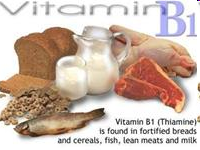 Vitamin
B1
Vitamin B1 (Thiamine)
is found in fortified breads
and cereals, fish, lean meats and milk